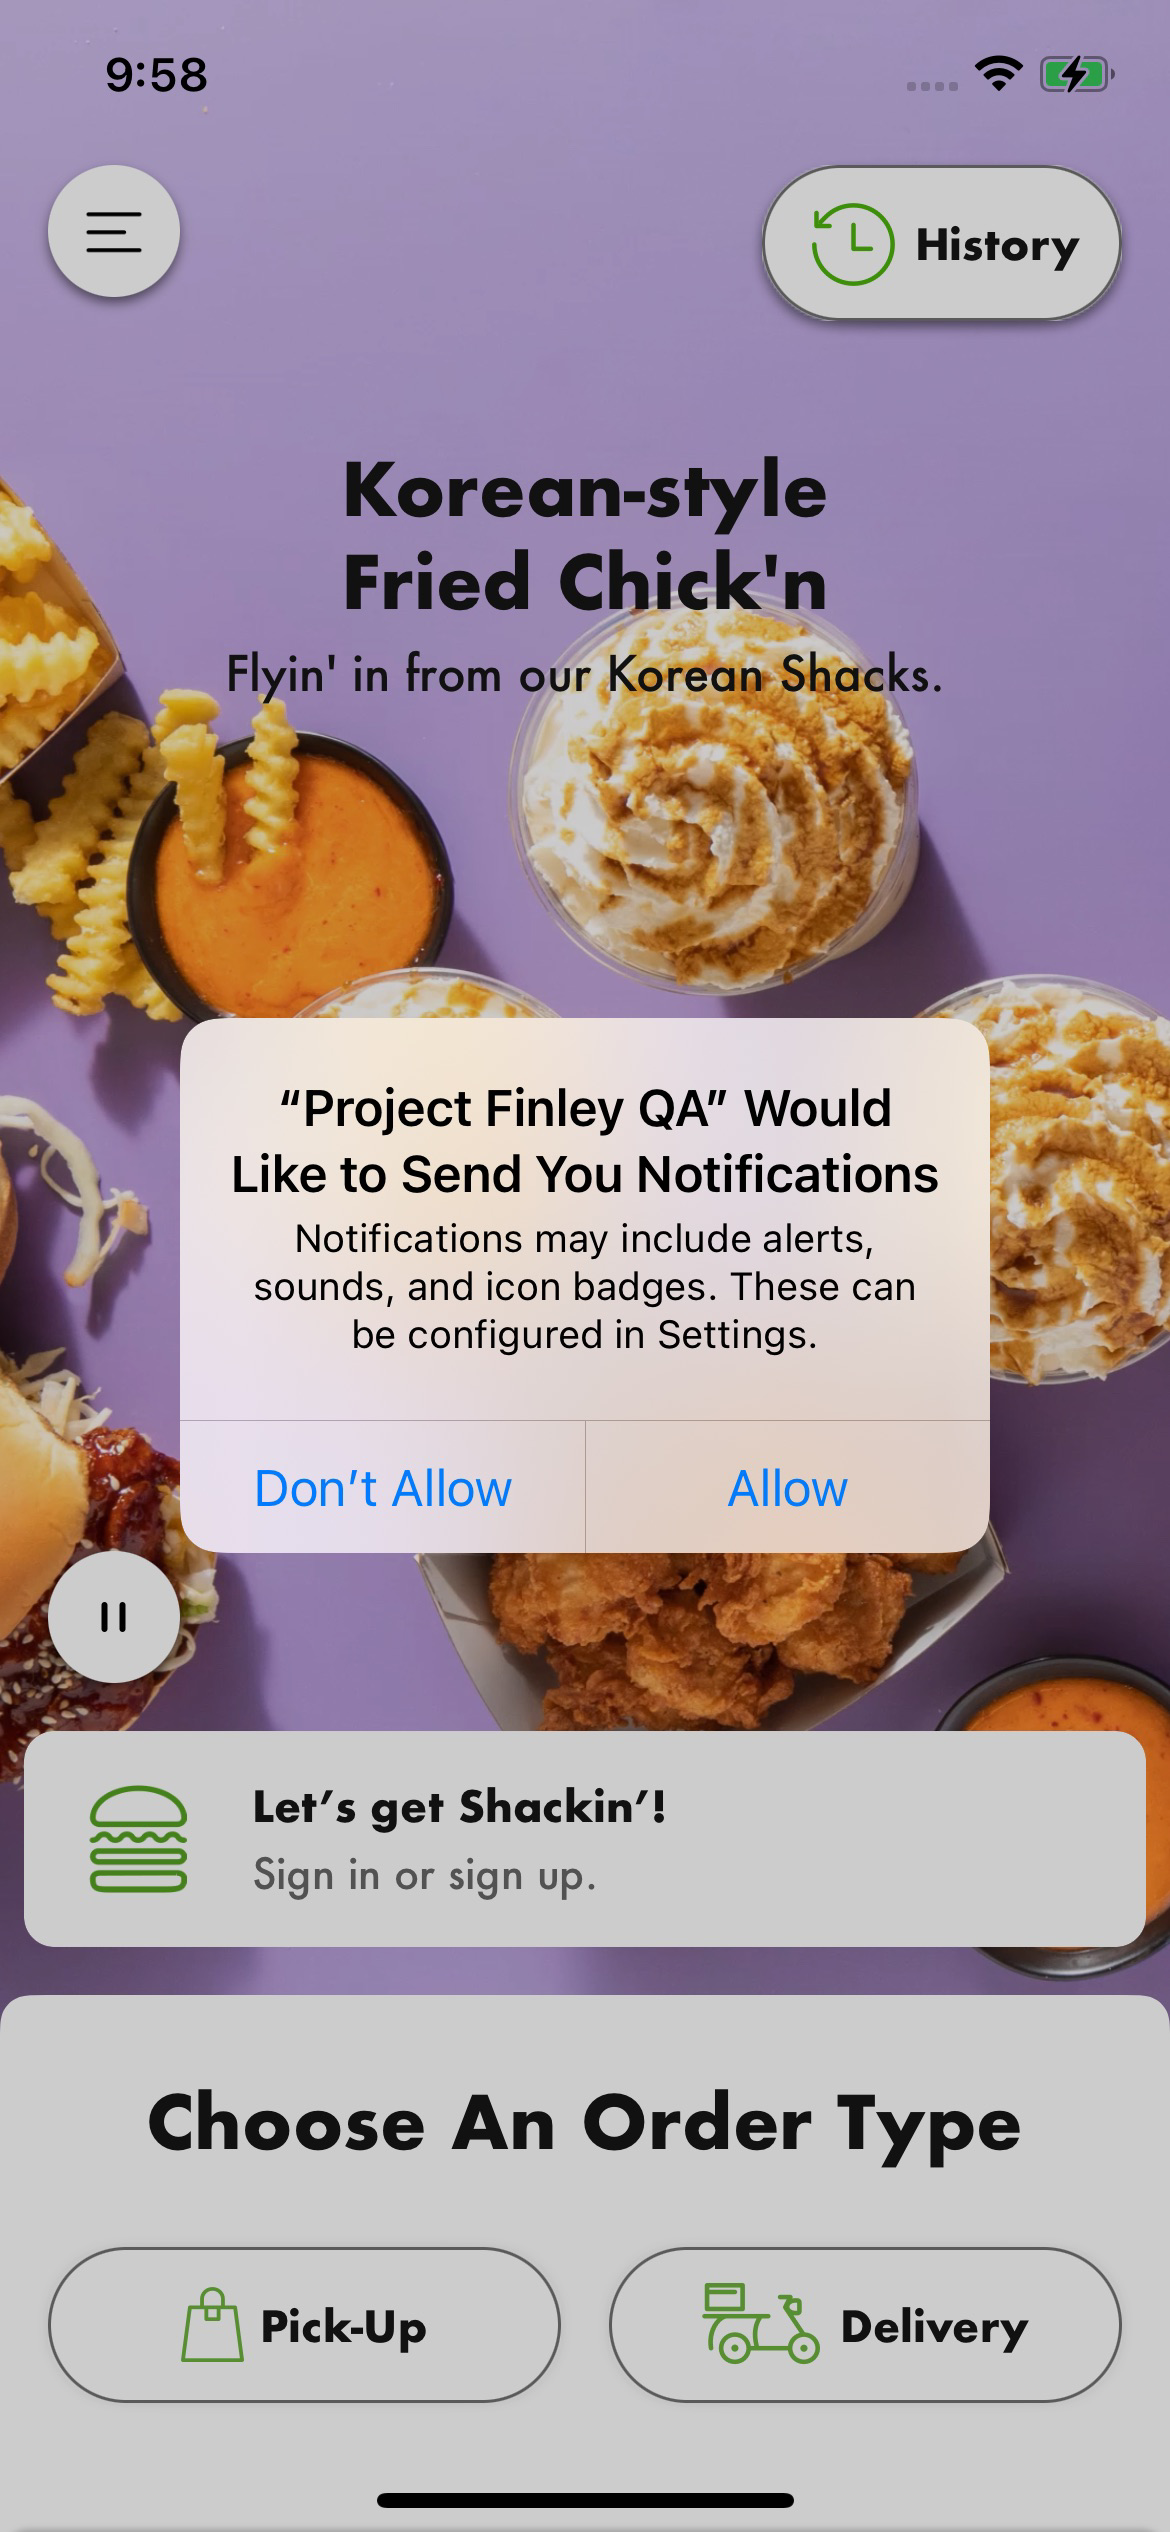 9:58
History
Korean-style
Fried Chick'n
Flyin' in from our Korean Shacks.
“Project Finley QA” Would
Like to Send You Notifications
Notifications may include alerts,
sounds, and icon badges. These can
be configured in Settings.
Don’t Allow
Allow
Let’s get Shackin’!
Sign in or sign up.
Choose An Order Type
Pick-Up
Delivery